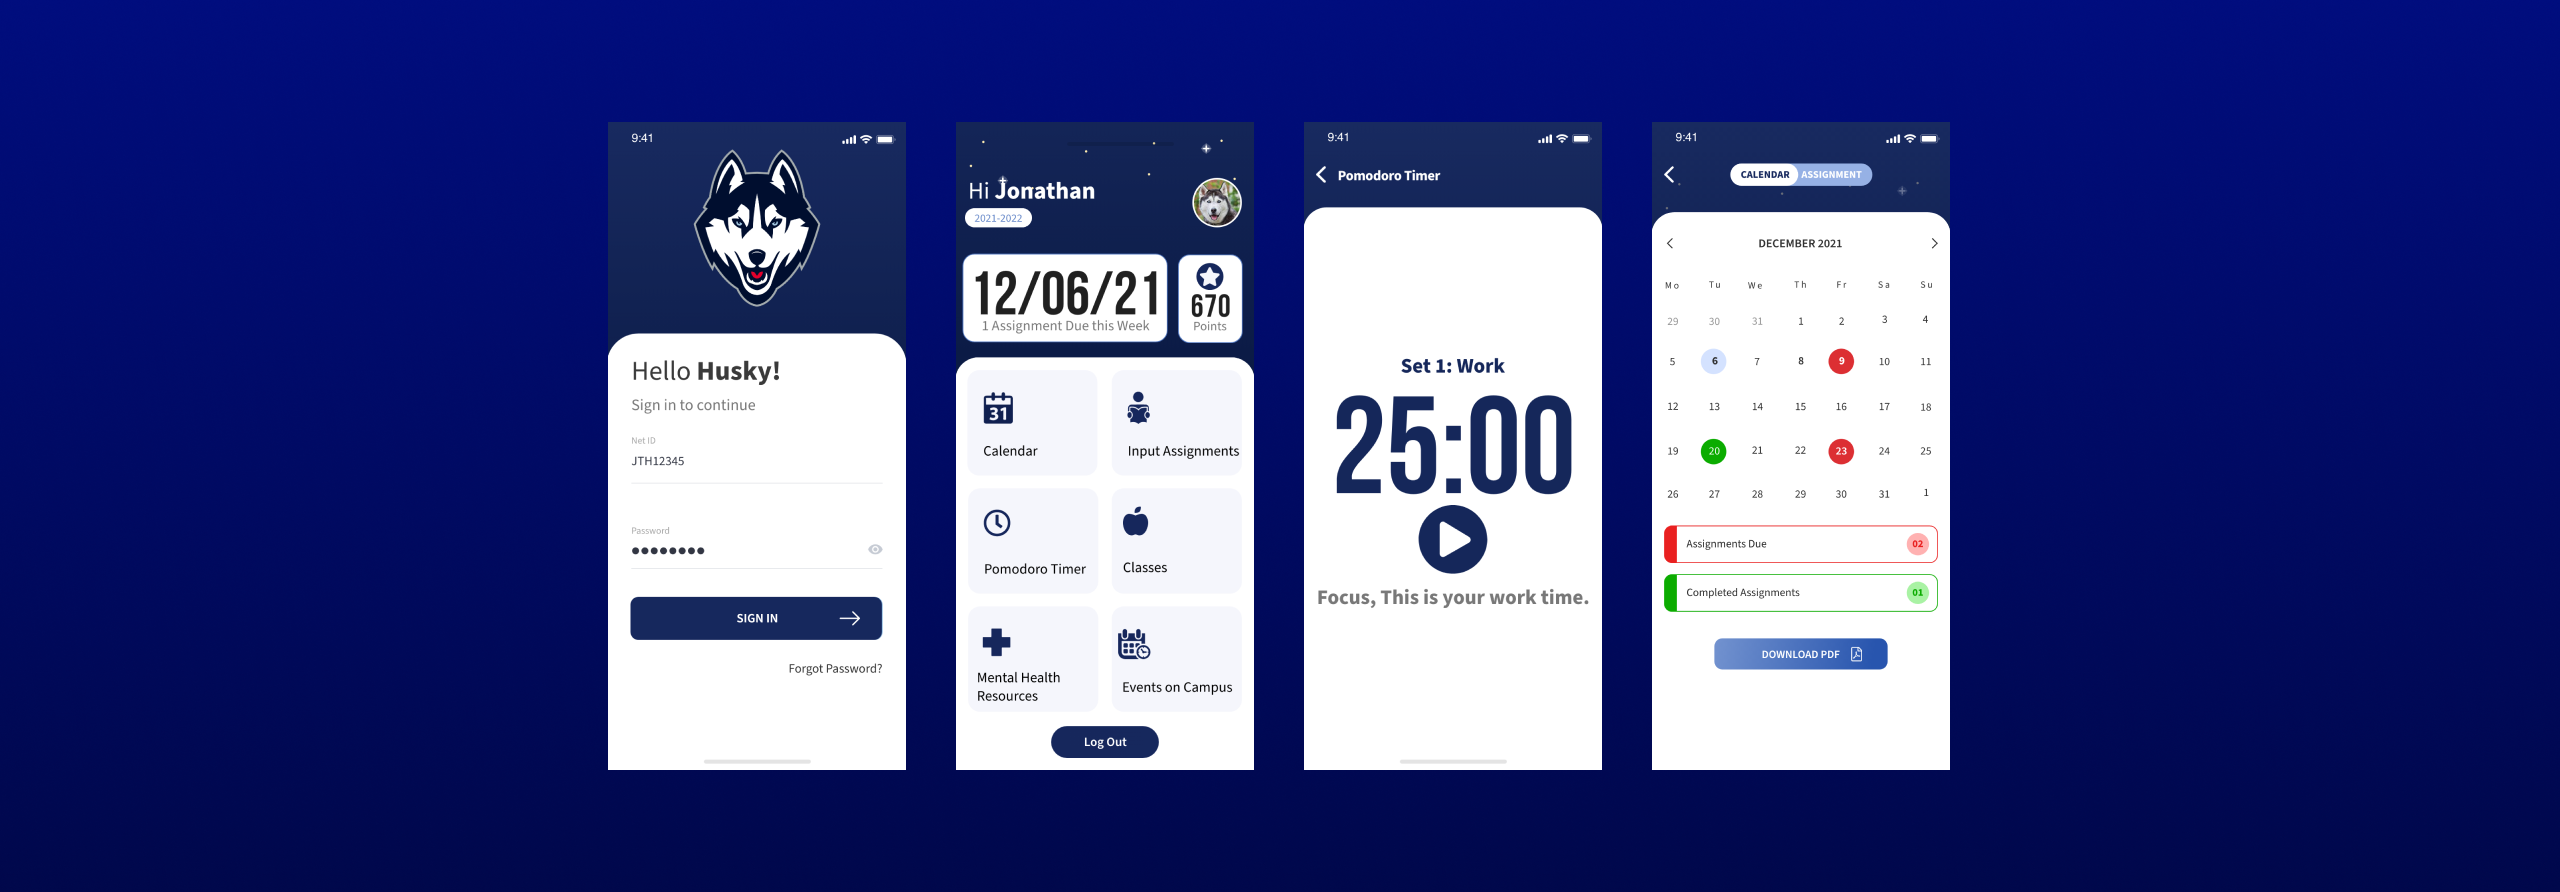 9:41
Hello Husky!
Sign in to continue
Net ID
JTH12345
Password
●●●●●●●●
SIGN IN
Forgot Password?
Hi Jonathan
2021-2022
12/06/21
1 Assignment Due this Week
670
Points
31
Calendar
Input Assignments
Pomodoro Timer
Classes
Mental Health
Resources
Events on Campus
Log Out
9:41
Pomodoro Timer
Set 1: Work
25:00
Focus, This is your work time.
9:41
CALENDAR ASSIGNMENT
DECEMBER 2021
Mo Tu We Th Fr Sa Su
29 30 31 1 2 3 4
5 6 7 8 9 10 11
12 13 14 15 16 17 18
19 20 21 22 23 24 25
26 27 28 29 30 31 1
Assignments Due 02
Completed Assignments 01
DOWNLOAD PDF